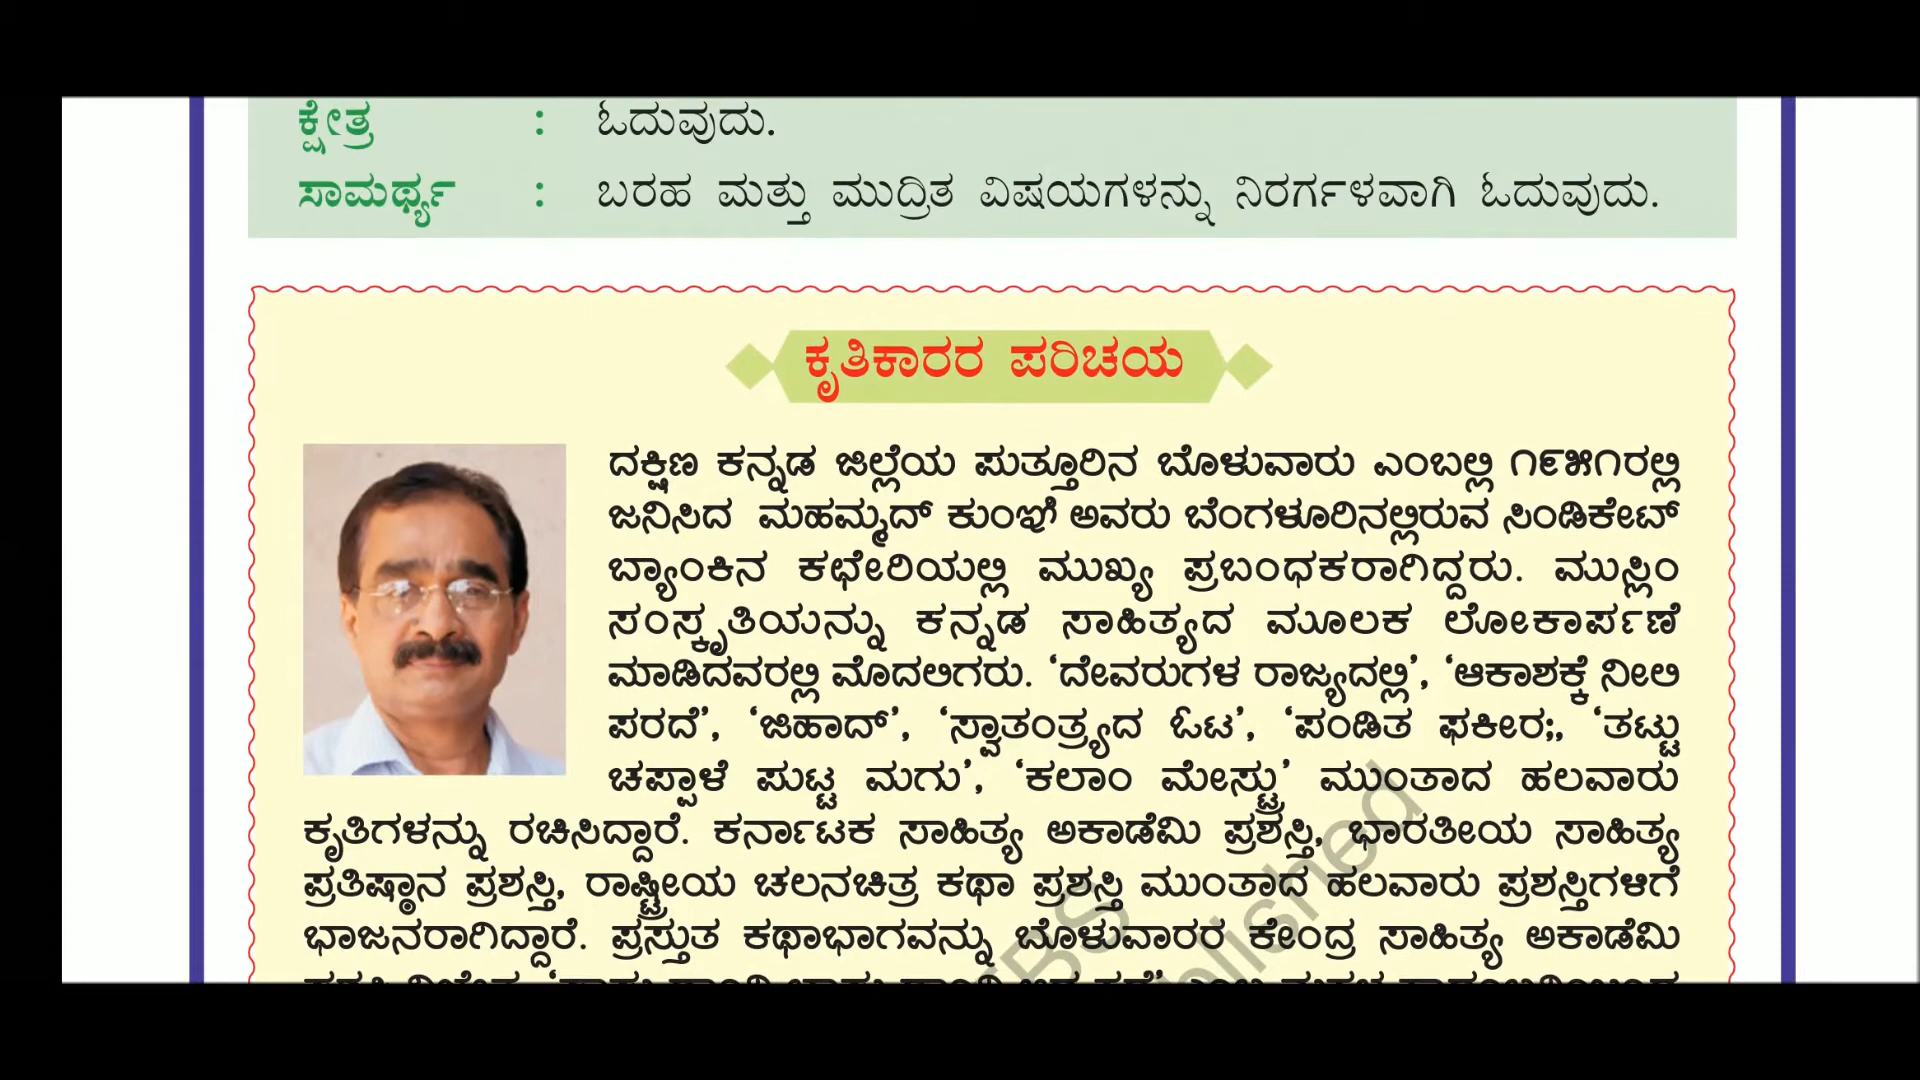 ಕ್ಷೇತ್ರ : ಓದುವುದು.
ಸಾಮರ್ಥ್ಯ : ಬರಹ ಮತ್ತು ಮುದ್ರಿತ ವಿಷಯಗಳನ್ನು ನಿರರ್ಗಳವಾಗಿ ಓದುವುದು.
ಕೃತಿಕಾರರ ಪರಿಚಯ
ದಕ್ಷಿಣ ಕನ್ನಡ ಜಿಲ್ಲೆಯ ಪುತ್ತೂರಿನ ಬೊಳುವಾರು ಎಂಬಲ್ಲಿ ೧೯೫೧ರಲ್ಲಿ
ಜನಿಸಿದ ಮಹಮ್ಮದ್ ಕುಂಞಿ ಅವರು ಬೆಂಗಳೂರಿನಲ್ಲಿರುವ ಸಿಂಡಿಕೇಟ್
ಬ್ಯಾಂಕಿನ ಕಛೇರಿಯಲ್ಲಿ ಮುಖ್ಯ ಪ್ರಬಂಧಕರಾಗಿದ್ದರು. ಮುಸ್ಲಿಂ
ಸಂಸ್ಕೃತಿಯನ್ನು ಕನ್ನಡ ಸಾಹಿತ್ಯದ ಮೂಲಕ ಲೋಕಾರ್ಪಣೆ
ಮಾಡಿದವರಲ್ಲಿ ಮೊದಲಿಗರು. ‘ದೇವರುಗಳ ರಾಜ್ಯದಲ್ಲಿ’, ‘ಆಕಾಶಕ್ಕೆ ನೀಲಿ
ಪರದೆ’, ‘ಜಿಹಾದ್’, ‘ಸ್ವಾತಂತ್ರ್ಯದ ಓಟ’, ‘ಪಂಡಿತ ಫಕೀರ;, ‘ತಟ್ಟು
ಚಪ್ಪಾಳೆ ಪುಟ್ಟ ಮಗು’, ‘ಕಲಾಂ ಮೇಸ್ಟ್ರು’ ಮುಂತಾದ ಹಲವಾರು
ಕೃತಿಗಳನ್ನು ರಚಿಸಿದ್ದಾರೆ. ಕರ್ನಾಟಕ ಸಾಹಿತ್ಯ ಅಕಾಡೆಮಿ ಪ್ರಶಸ್ತಿ, ಭಾರತೀಯ ಸಾಹಿತ್ಯ
ಪ್ರತಿಷ್ಠಾನ ಪ್ರಶಸ್ತಿ, ರಾಷ್ಟ್ರೀಯ ಚಲನಚಿತ್ರ ಕಥಾ ಪ್ರಶಸ್ತಿ ಮುಂತಾದ ಹಲವಾರು ಪ್ರಶಸ್ತಿಗಳಿಗೆ
ಭಾಜನರಾಗಿದ್ದಾರೆ. ಪ್ರಸ್ತುತ ಕಥಾಭಾಗವನ್ನು ಬೊಳುವಾರರ ಕೇಂದ್ರ ಸಾಹಿತ್ಯ ಅಕಾಡೆಮಿ